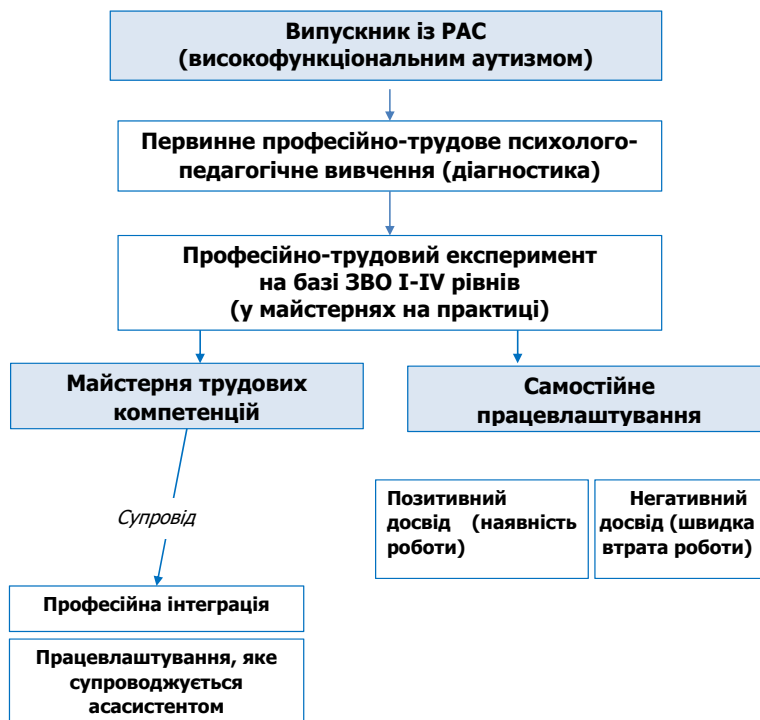 Випускник із РАС
(високофункціональним аутизмом)
Первинне професійно-трудове психолого-
педагогічне вивчення (діагностика)
Професійно-трудовий експеримент
на базі ЗВО І-ІV рівнів
(у майстернях на практиці)
Майстерня трудових
компетенцій
Самостійне
працевлаштування
Супровід
Позитивний
досвід (наявність
роботи)
Негативний
досвід (швидка
втрата роботи)
Професійна інтеграція
Працевлаштування, яке
супроводжується
асасистентом